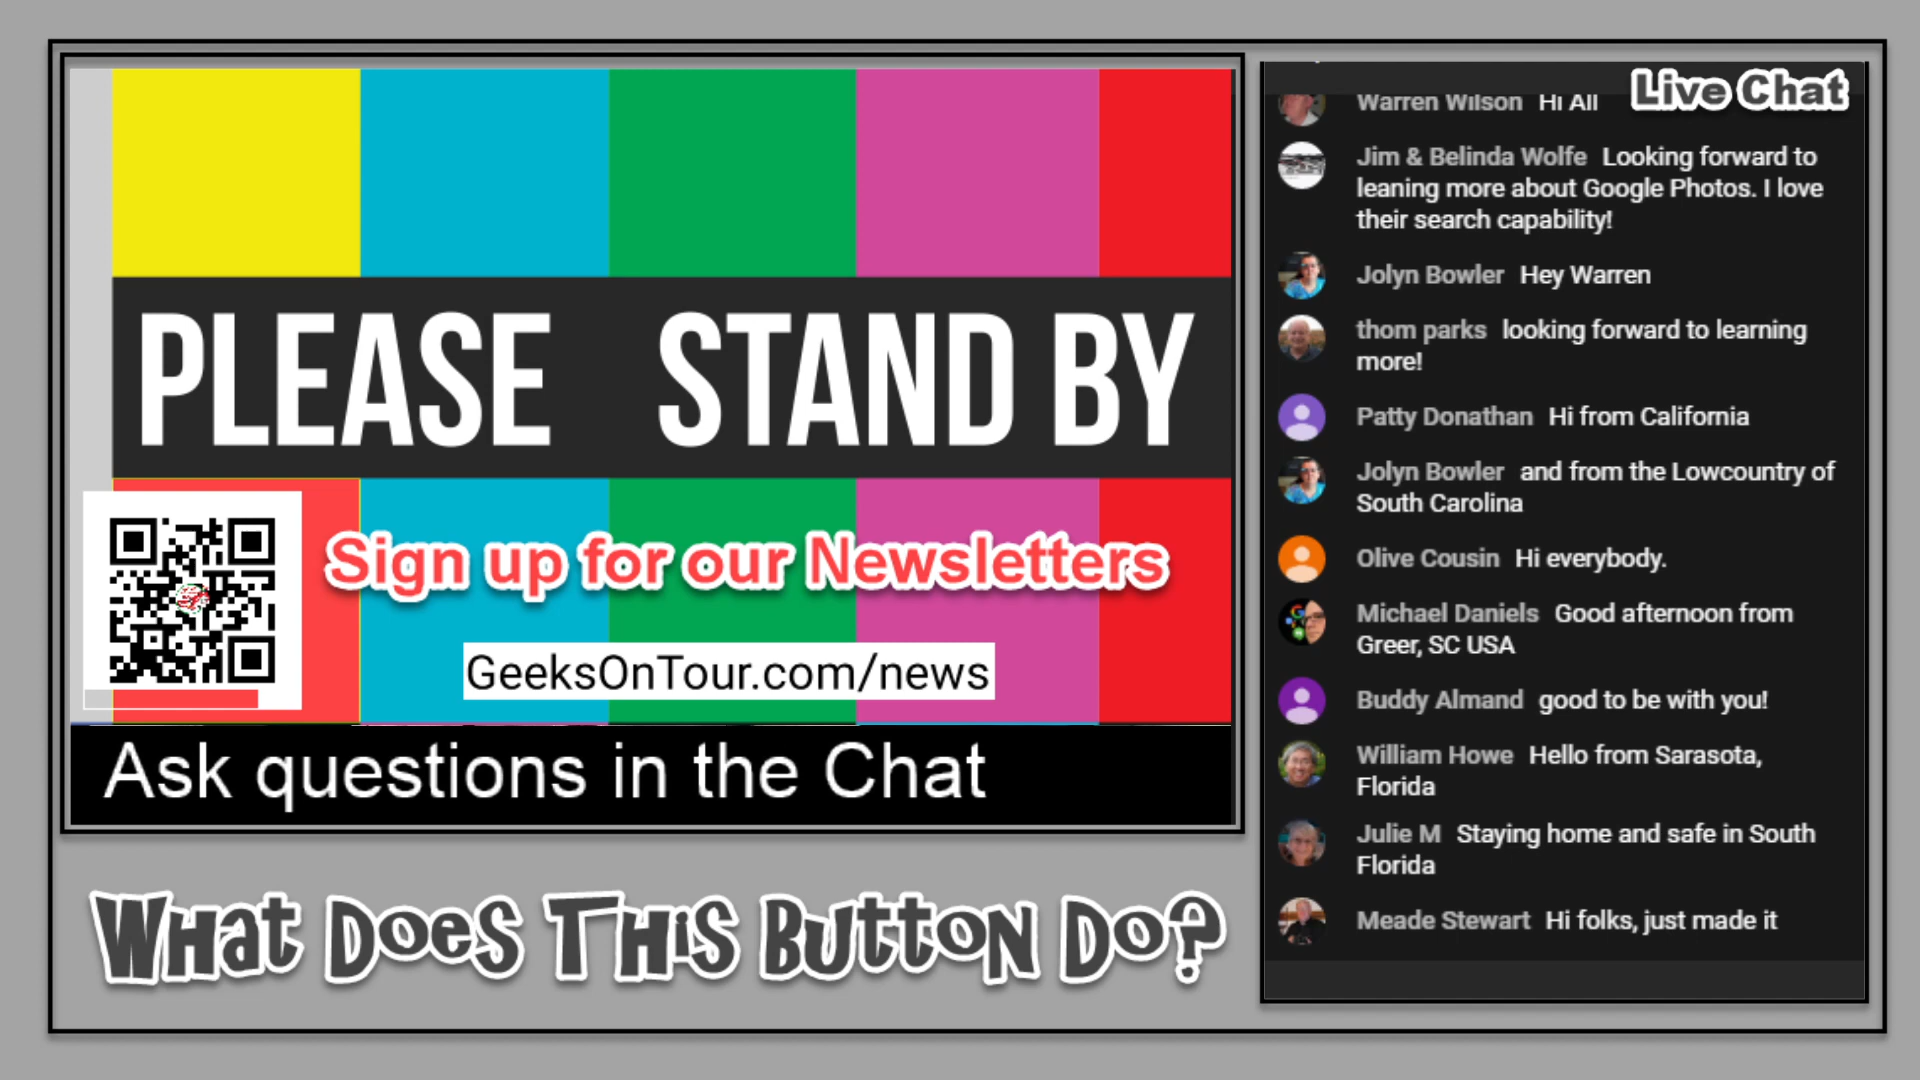 PLEASE STAND BY
Sign up for our Newsletters
GeeksOnTour.com/news
Ask questions in the Chat
What Does This Button Do?
Live Chat
Warren Wilson Hi All
Jim & Belinda Wolfe Looking forward to
leaning more about Google Photos. I love
their search capability!
Jolyn Bowler Hey Warren
thom parks looking forward to learning
more!
Patty Donathan Hi from California
Jolyn Bowler and from the Lowcountry of
South Carolina
Olive Cousin Hi everybody.
Michael Daniels Good afternoon from
Greer, SC USA
Buddy Almand good to be with you!
William Howe Hello from Sarasota,
Florida
Julie M Staying home and safe in South
Florida
Meade Stewart Hi folks, just made it